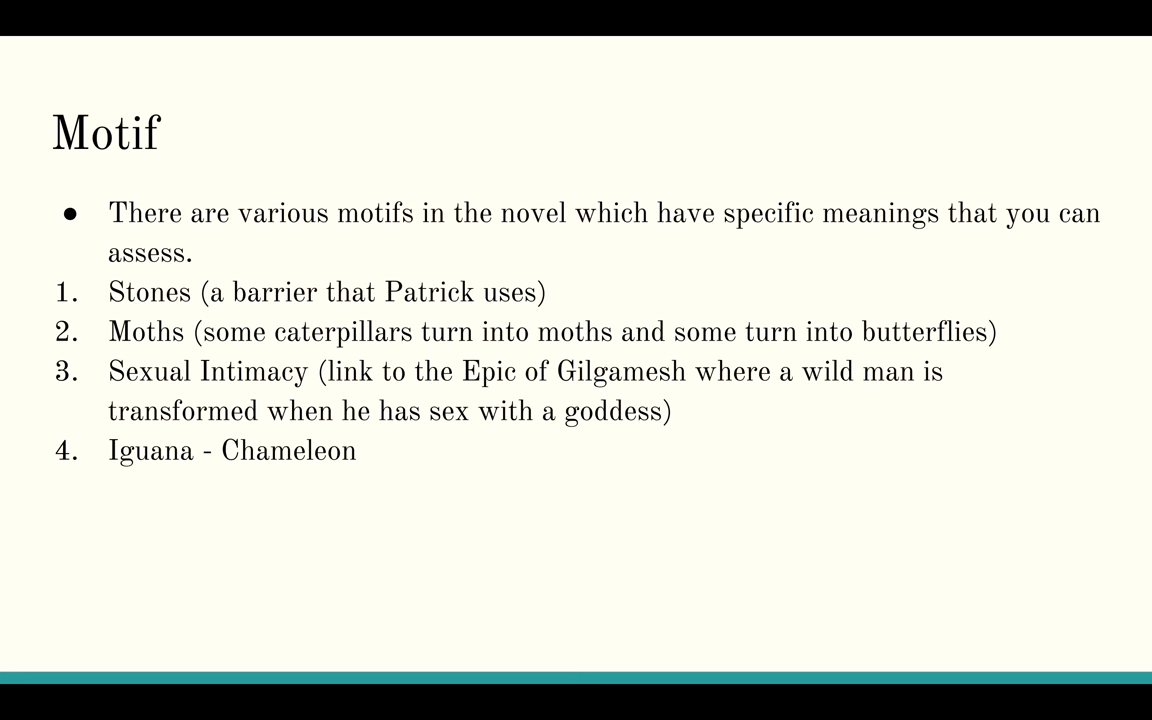 Motif
● There are various motifs in the novel which have specific meanings that you can
assess.
1. Stones (a barrier that Patrick uses)
2. Moths (some caterpillars turn into moths and some turn into butterflies)
3. Sexual Intimacy (link to the Epic of Gilgamesh where a wild man is
transformed when he has sex with a goddess)
4. Iguana - Chameleon